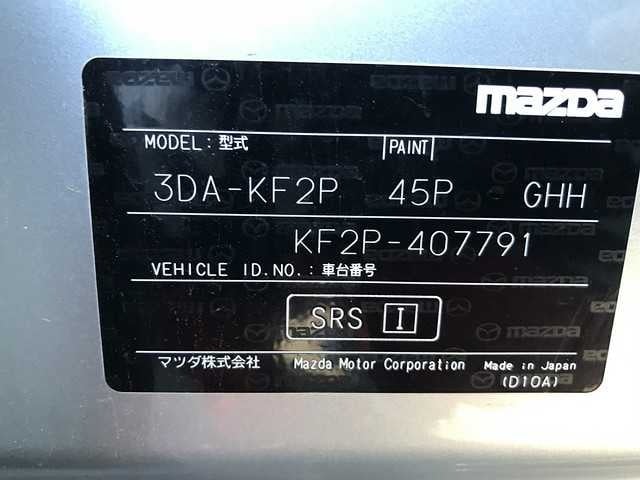 mazda
MODEL: 型式 PAINT
3DA-KF2P 45P GHH
KF2P-407791
VEHICLE ID.NO.: 車台番号
SRS I
マツダ株式会社 Mazda Motor Corporation Made in Japan
(D10A)